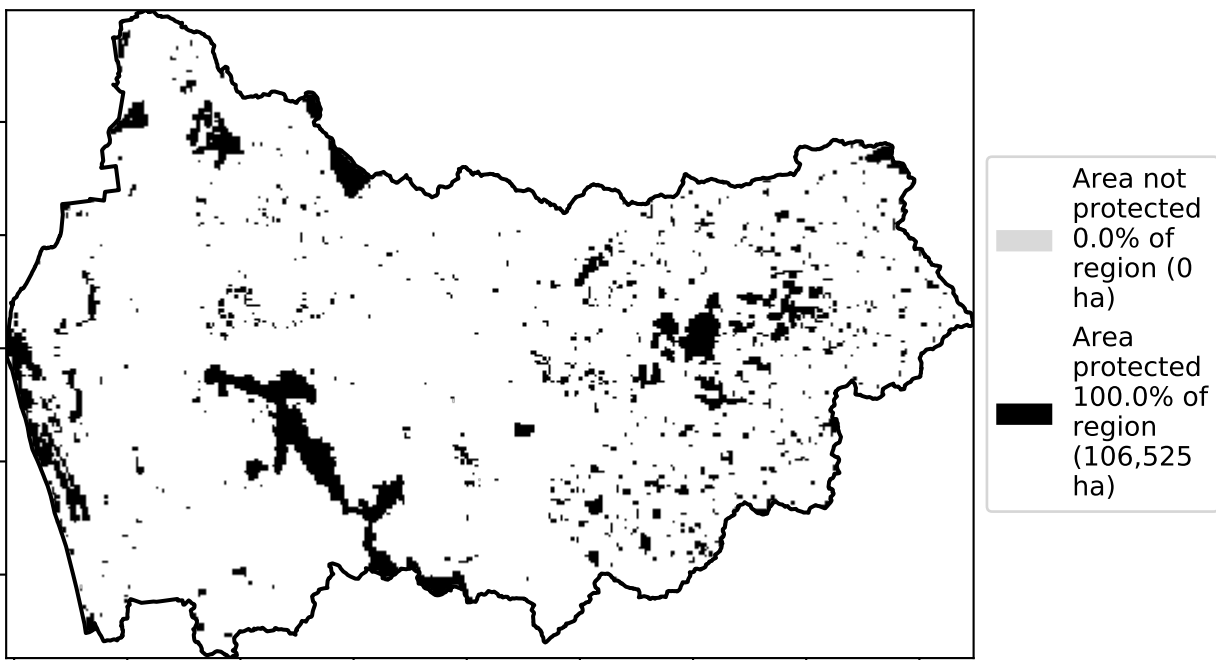 Area not
protected
0.0% of
region (0
ha)
Area
protected
100.0% of
region
(106,525
ha)